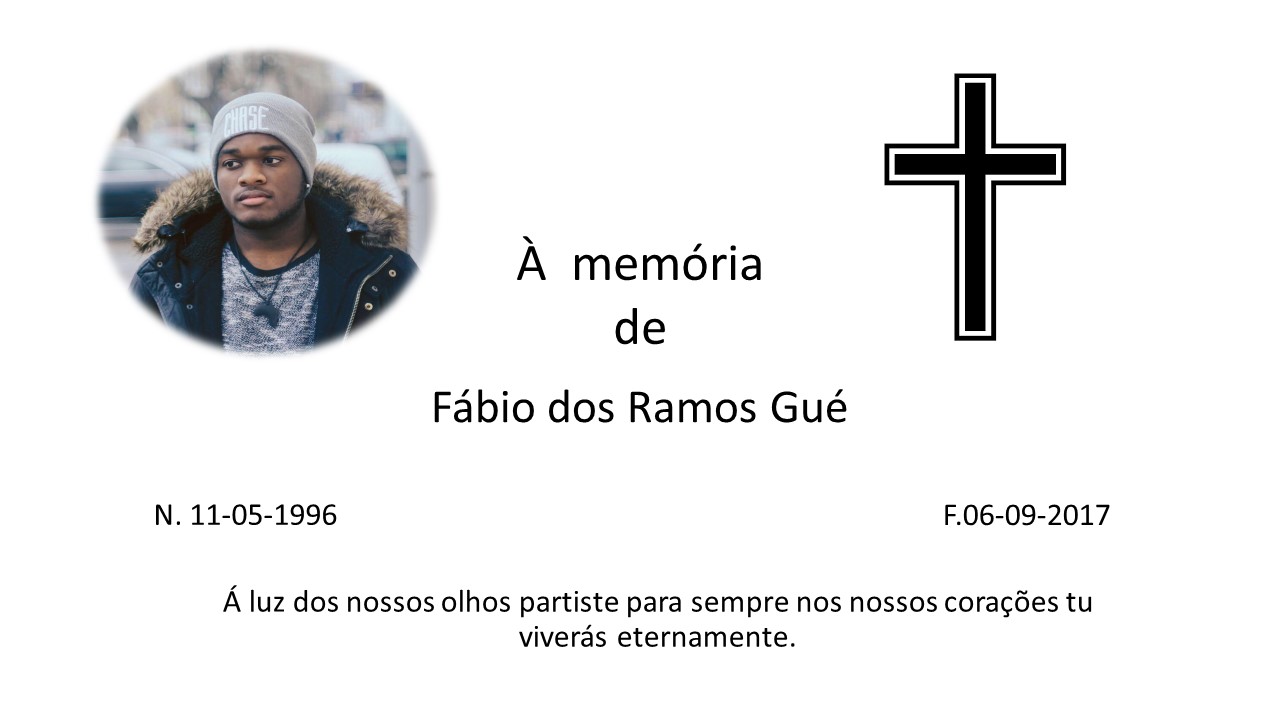 CHASE
À memória
de
Fábio dos Ramos Gué
N. 11-05-1996
F.06-09-2017
Á luz dos nossos olhos partiste para sempre nos nossos corações tu
viverás eternamente.